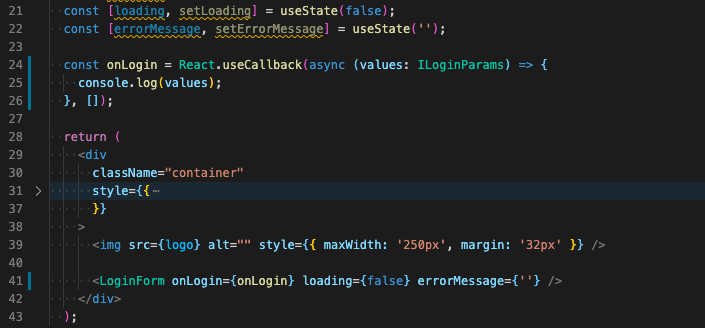 21 const [loading, setLoading] = useState(false);
22 const [errorMessage, setErrorMessage] = useState('');
23
24 const onLogin = React.useCallback(async (values: ILoginParams) => {
25 console.log(values);
26 }, []);
27
28 return (
29 <div
30 className="container"
31 style={{ ⋯
37 }}
38 >
39 <img src={logo} alt="" style={{ maxWidth: '250px', margin: '32px' }} />
40
41 <LoginForm onLogin={onLogin} loading={false} errorMessage={''} />
42 </div>
43 );